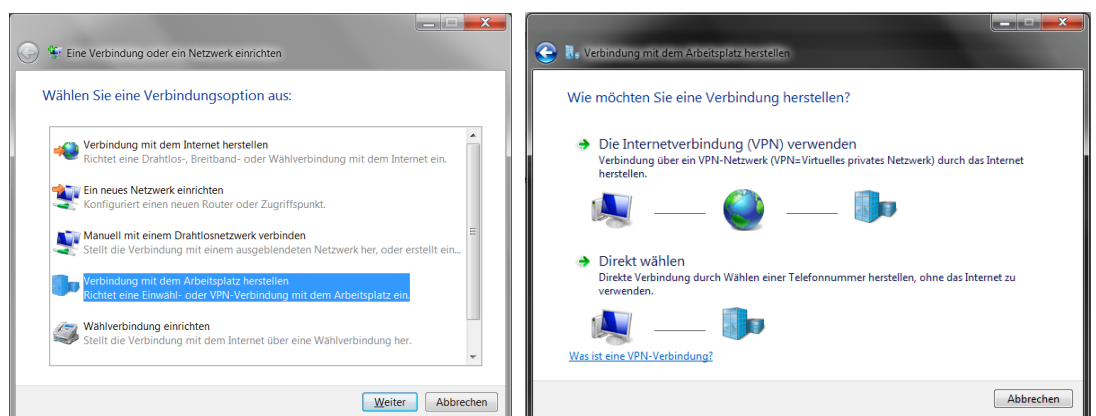 Eine Verbindung oder ein Netzwerk einrichten
Wählen Sie eine Verbindungsoption aus:
Verbindung mit dem Internet herstellen
Richtet eine Drahtlos-, Breitband- oder Wählverbindung mit dem Internet ein.
Ein neues Netzwerk einrichten
Konfiguriert einen neuen Router oder Zugriffspunkt.
Manuell mit einem Drahtlosnetzwerk verbinden
Stellt die Verbindung mit einem ausgeblendeten Netzwerk her, oder erstellt ein...
Verbindung mit dem Arbeitsplatz herstellen
Richtet eine Einwähl- oder VPN-Verbindung mit dem Arbeitsplatz ein.
Wählverbindung einrichten
Stellt die Verbindung mit dem Internet über eine Wählverbindung her.
Weiter
Abbrechen
Verbindung mit dem Arbeitsplatz herstellen
Wie möchten Sie eine Verbindung herstellen?
Die Internetverbindung (VPN) verwenden
Verbindung über ein VPN-Netzwerk (VPN=Virtuelles privates Netzwerk) durch das Internet
herstellen.
Direkt wählen
Direkte Verbindung durch Wählen einer Telefonnummer herstellen, ohne das Internet zu
verwenden.
Was ist eine VPN-Verbindung?
Abbrechen